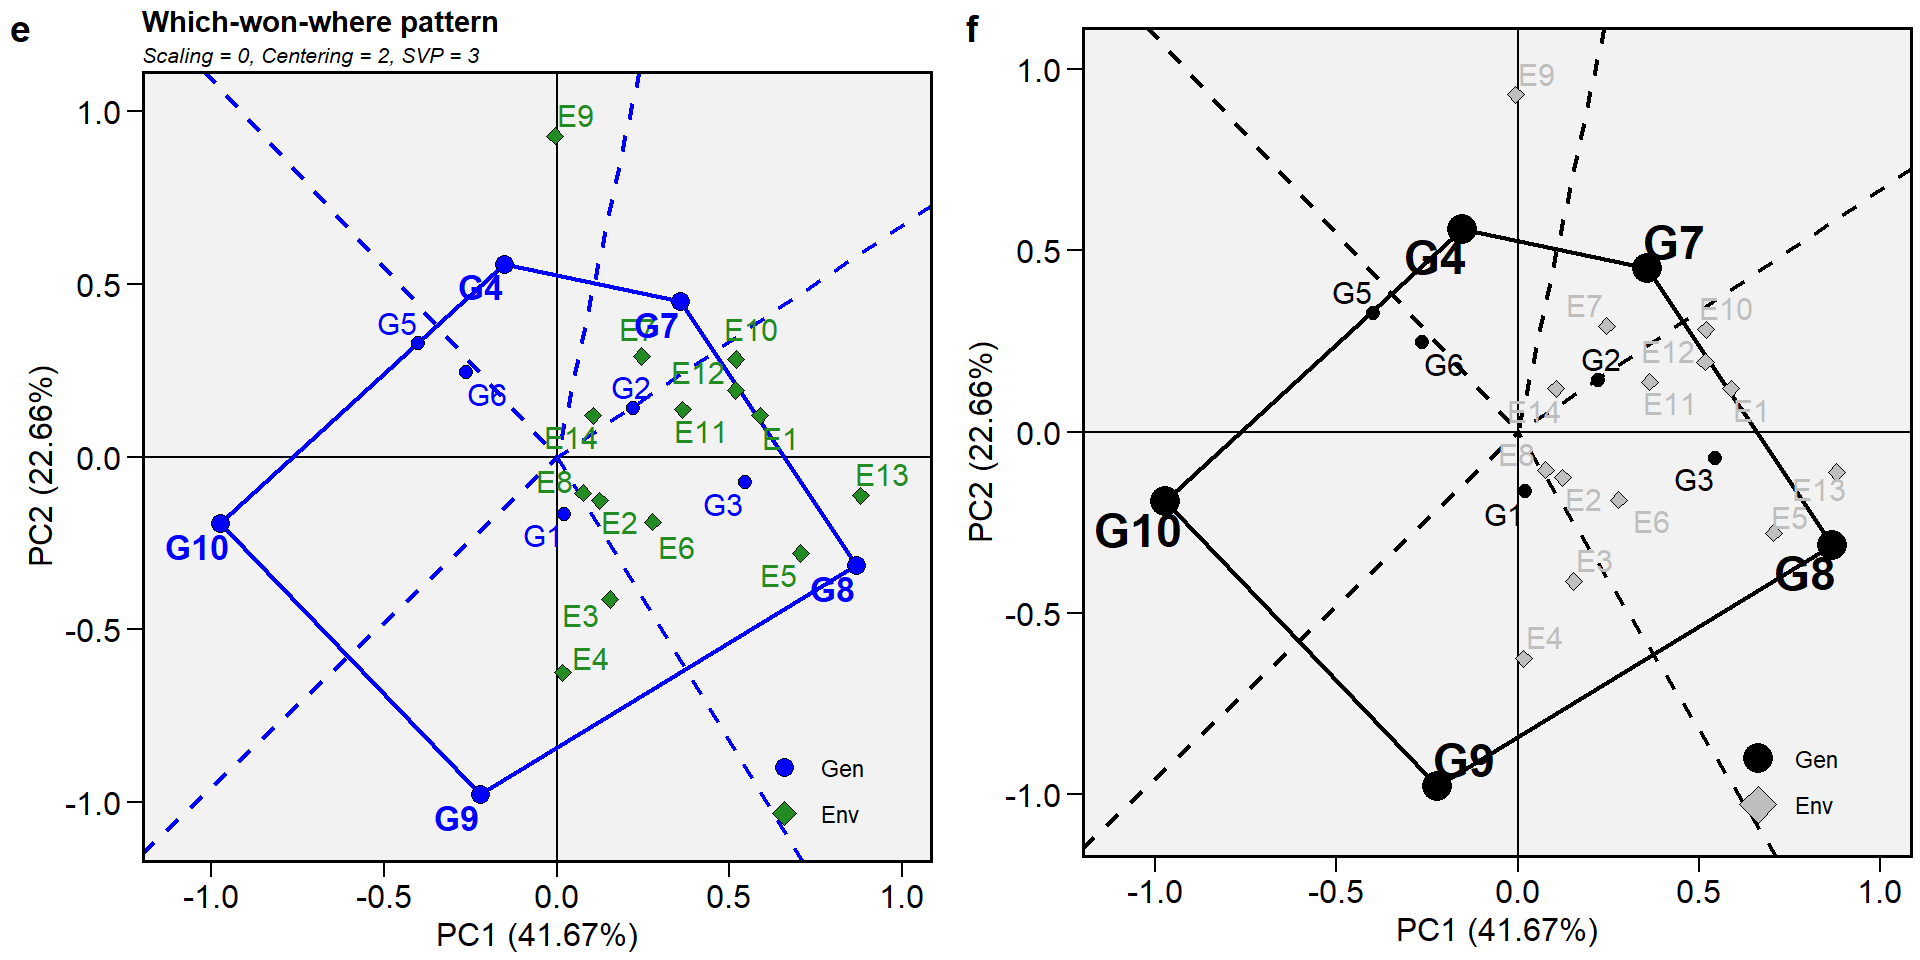 e
Which-won-where pattern
Scaling = 0, Centering = 2, SVP = 3
1.0
0.5
0.0
-0.5
-1.0
PC2 (22.66%)
E9
G4
G5
G6
E7
G7
E10
E12
G2
E11
E14
E1
E8
E13
G3
E2
G1
E6
G10
E5
G8
E3
E4
G9
Gen
Env
-1.0 -0.5 0.0 0.5 1.0
PC1 (41.67%)
f
1.0
0.5
0.0
-0.5
-1.0
PC2 (22.66%)
E9
G7
G4
G5
E7
E10
E12
G2
G6
E11
E14
E1
E8
G3
E13
E2
G1
E5
E6
G10
E3
G8
E4
G9
Gen
Env
-1.0 -0.5 0.0 0.5 1.0
PC1 (41.67%)